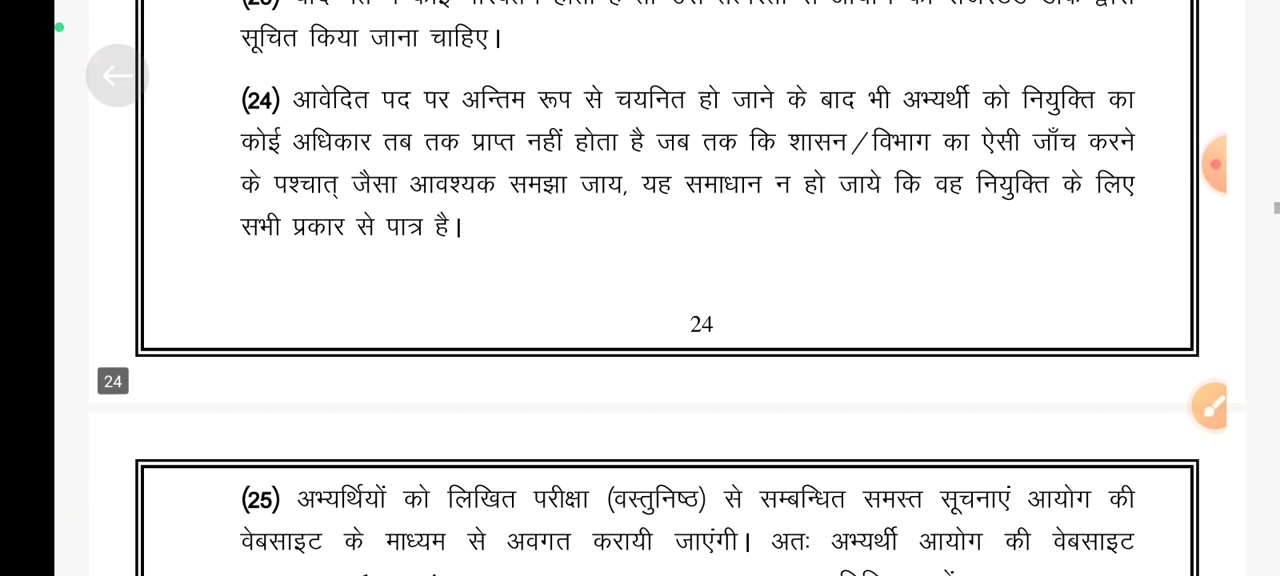 सूचित किया जाना चाहिए।
(24) आवेदित पद पर अन्तिम रूप से चयनित हो जाने के बाद भी अभ्यर्थी को नियुक्ति का
कोई अधिकार तब तक प्राप्त नहीं होता है जब तक कि शासन/विभाग का ऐसी जाँच करने
के पश्चात् जैसा आवश्यक समझा जाय, यह समाधान न हो जाये कि वह नियुक्ति के लिए
सभी प्रकार से पात्र है।
24
24
(25) अभ्यर्थियों को लिखित परीक्षा (वस्तुनिष्ठ) से सम्बन्धित समस्त सूचनाएं आयोग की
वेबसाइट के माध्यम से अवगत करायी जाएंगी। अतः अभ्यर्थी आयोग की वेबसाइट